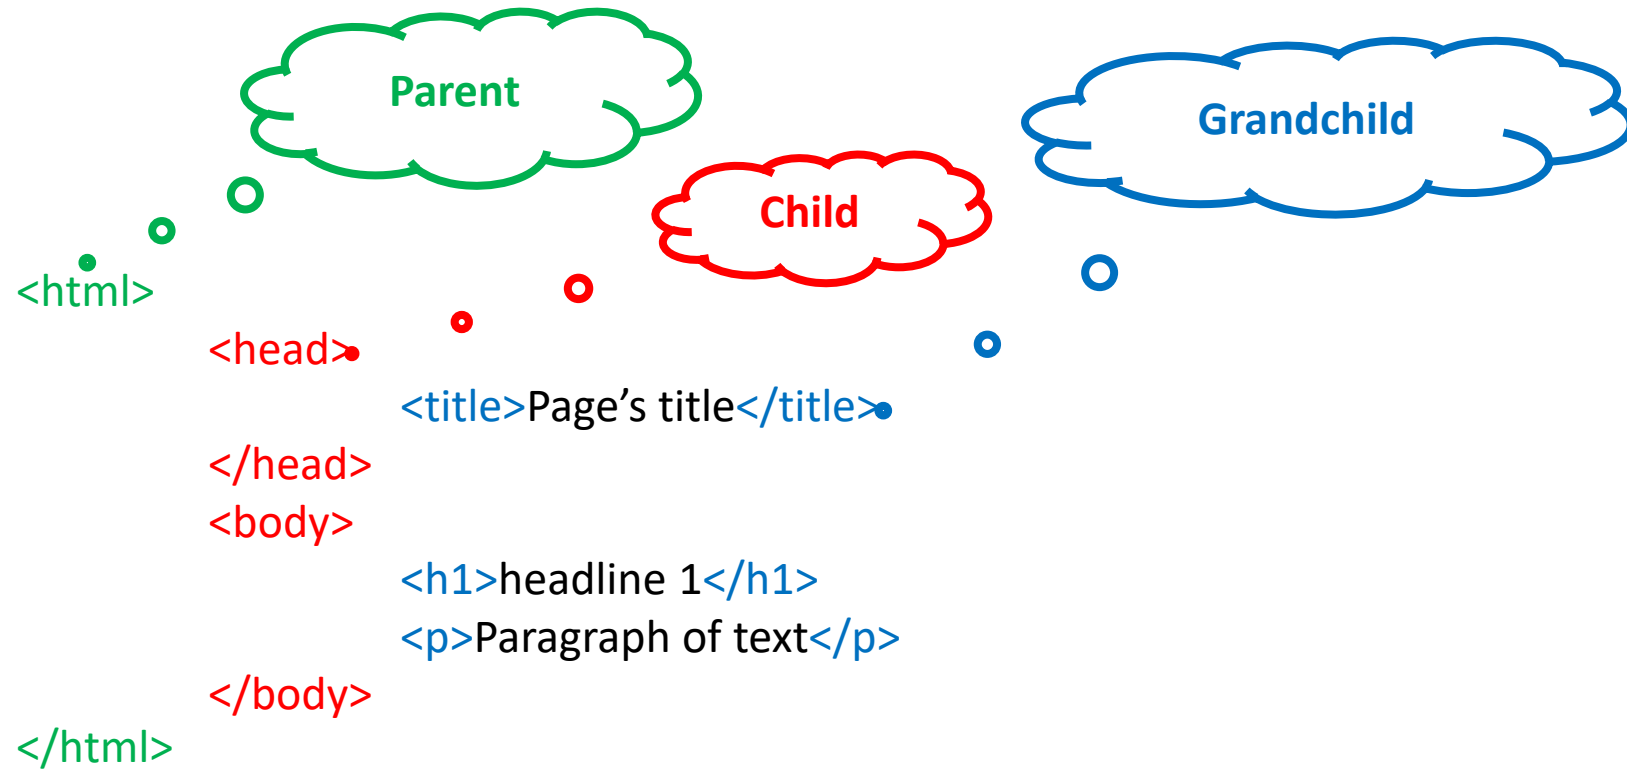 Parent
Grandchild
Child
<html>
<head>
<title>Page’s title</title>
</head>
<body>
<h1>headline 1</h1>
<p>Paragraph of text</p>
</body>
</html>